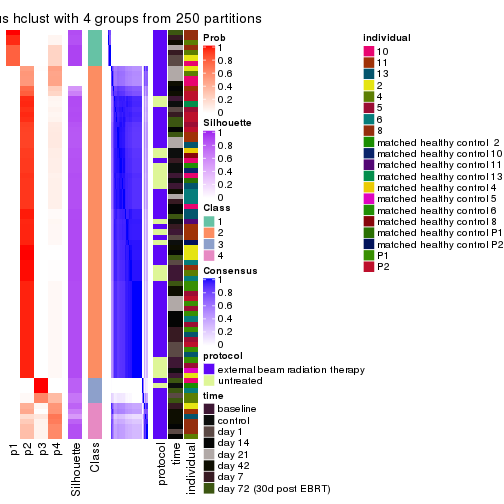 us hclust with 4 groups from 250 partitions
p1
p2
p3
p4
Silhouette
Class
protocol
time
individual
Prob
1
0.8
0.6
0.4
0.2
0
Silhouette
1
0.8
0.6
0.4
0.2
0
Class
1
2
3
4
Consensus
1
0.8
0.6
0.4
0.2
0
protocol
external beam radiation therapy
untreated
time
baseline
control
day 1
day 14
day 21
day 42
day 7
day 72 (30d post EBRT)
individual
10
11
13
2
4
5
6
8
matched healthy control 2
matched healthy control 10
matched healthy control 11
matched healthy control 13
matched healthy control 4
matched healthy control 5
matched healthy control 6
matched healthy control 8
matched healthy control P1
matched healthy control P2
P1
P2